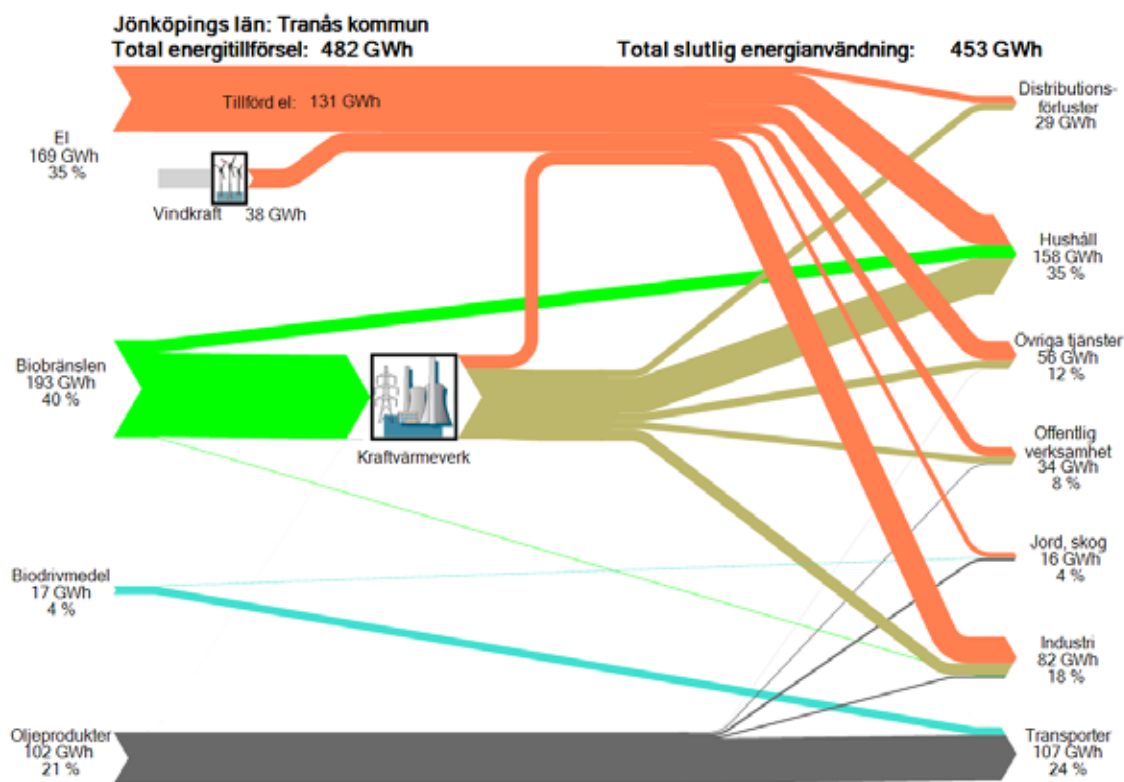 Jönköpings län: Tranås kommun
Total energitillförsel: 482 GWh
Total slutlig energianvändning: 453 GWh
Tillförd el: 131 GWh
El
169 GWh
35 %
Vindkraft 38 GWh
Biobränslen
193 GWh
40 %
Kraftvärmeverk
Biodrivmedel
17 GWh
4 %
Oljeprodukter
102 GWh
21 %
Distributions-
förluster
29 GWh
Hushåll
158 GWh
35 %
Övriga tjänster
56 GWh
12 %
Offentlig
verksamhet
34 GWh
8 %
Jord, skog
16 GWh
4 %
Industri
82 GWh
18 %
Transporter
107 GWh
24 %